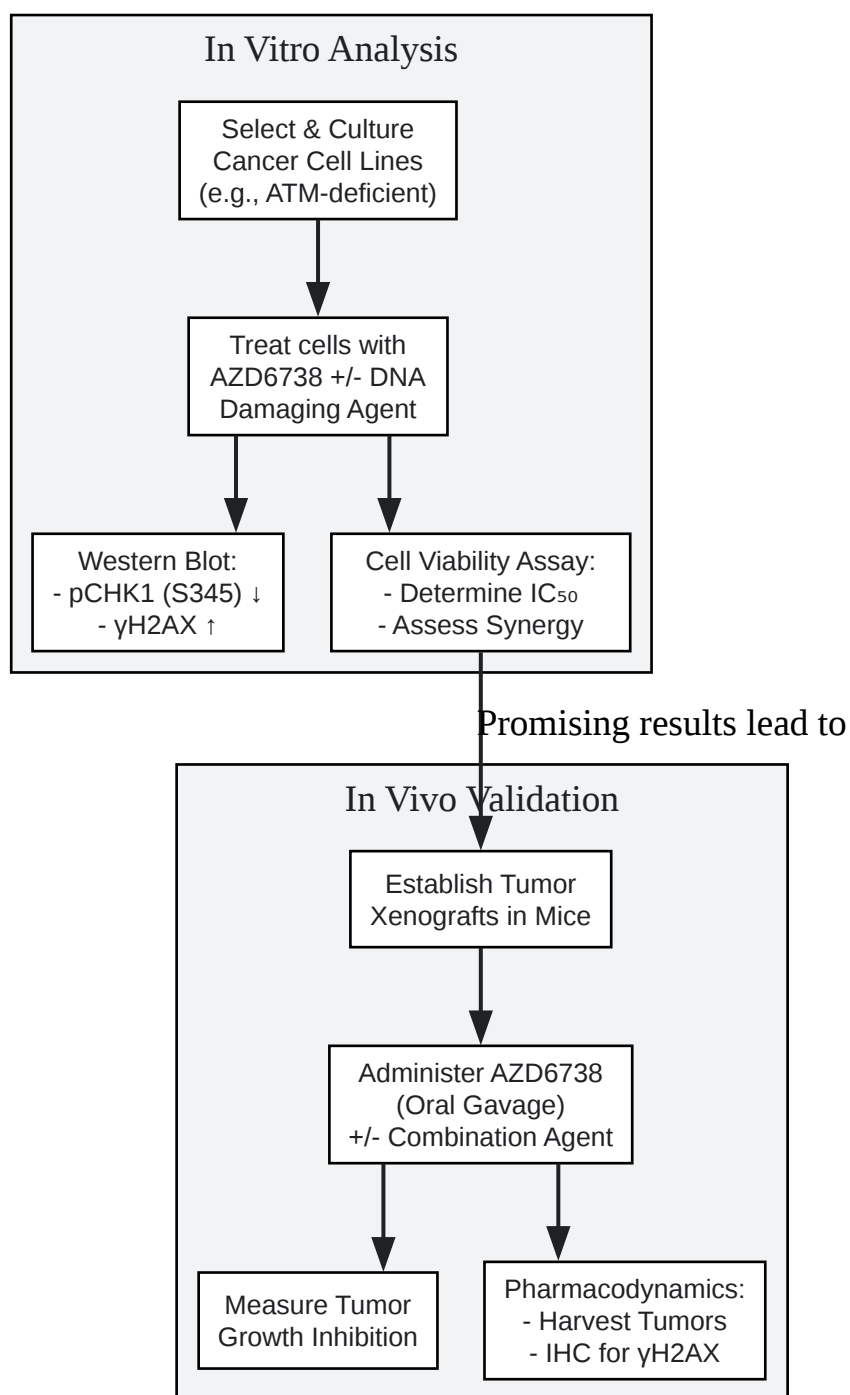 In Vitro Analysis
Select & Culture
Cancer Cell Lines
(e.g., ATM-deficient)
Treat cells with
AZD6738 +/- DNA
Damaging Agent
Western Blot:
- pCHK1 (S345) ↓
- γH2AX ↑
Cell Viability Assay:
- Determine IC₅₀
- Assess Synergy
Promising results lead to
In Vivo Validation
Establish Tumor
Xenografts in Mice
Administer AZD6738
(Oral Gavage)
+/- Combination Agent
Measure Tumor
Growth Inhibition
Pharmacodynamics:
- Harvest Tumors
- IHC for γH2AX